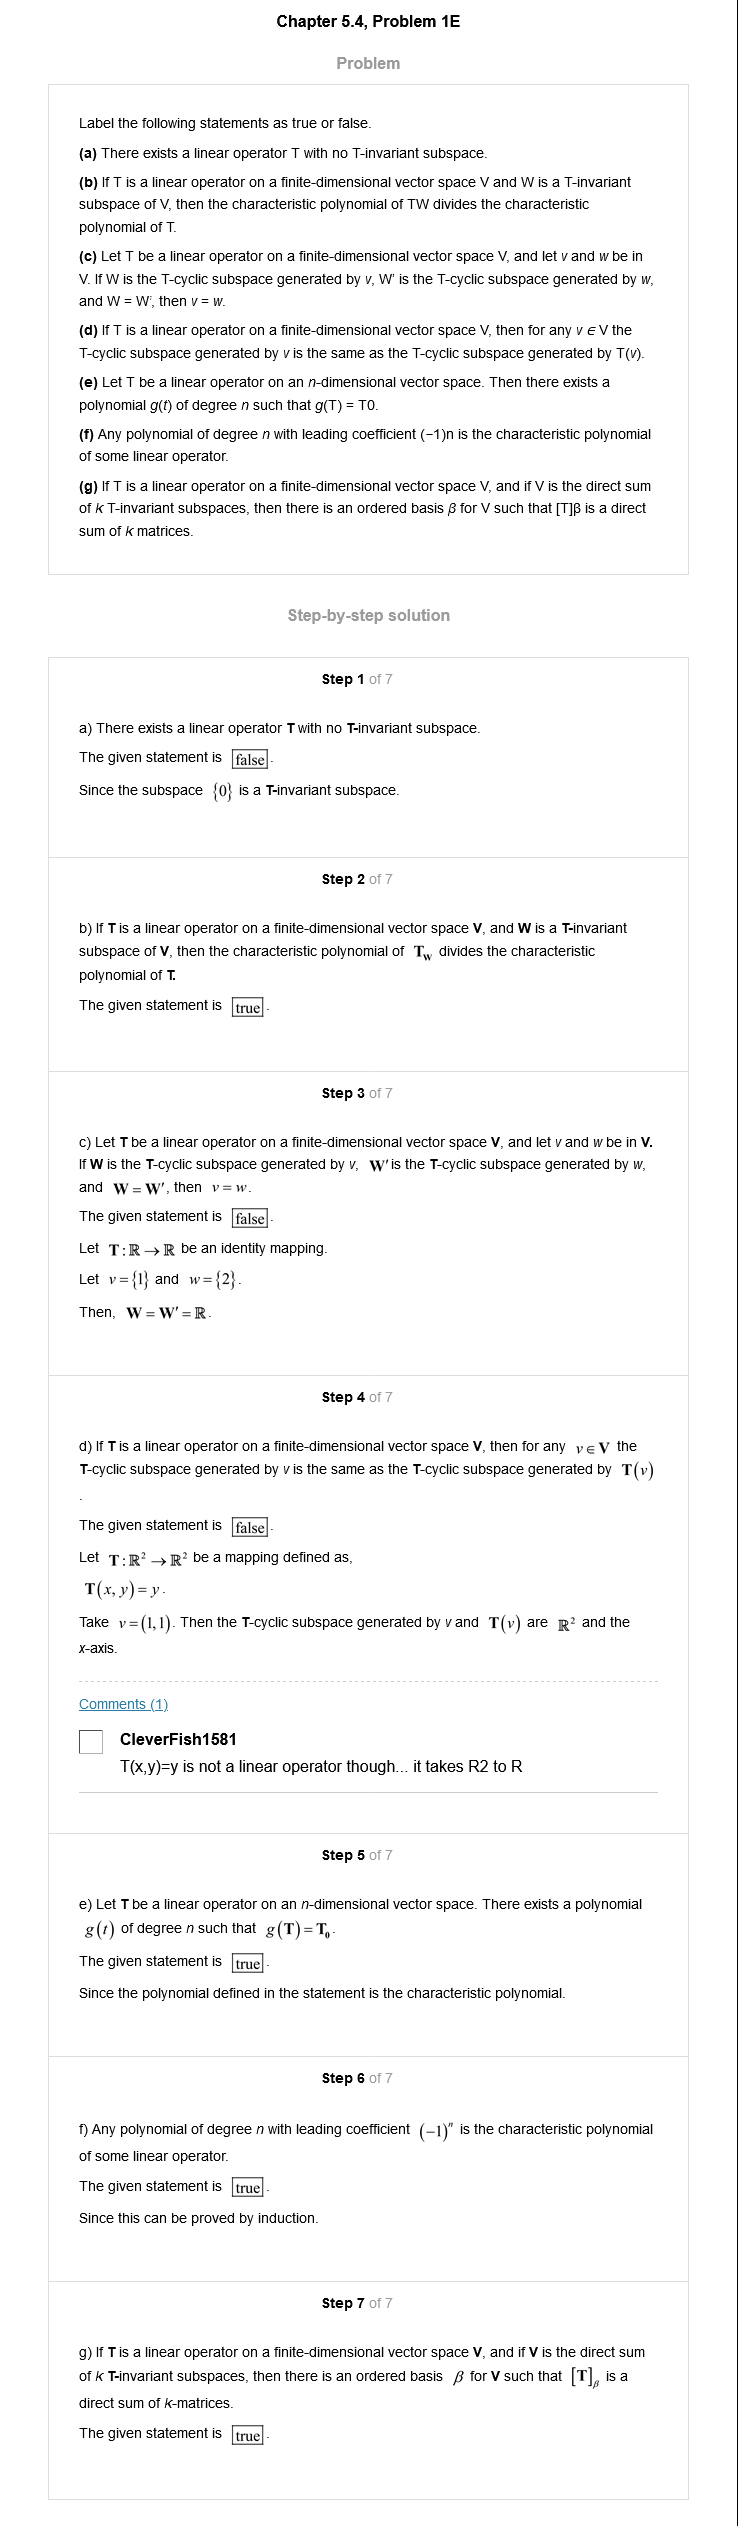 Chapter 5.4, Problem 1E
Problem
Label the following statements as true or false.
(a) There exists a linear operator T with no T-invariant subspace.
(b) If T is a linear operator on a finite-dimensional vector space V and W is a T-invariant
subspace of V, then the characteristic polynomial of TW divides the characteristic
polynomial of T.
(c) Let T be a linear operator on a finite-dimensional vector space V, and let v and w be in
V. If W is the T-cyclic subspace generated by v, W' is the T-cyclic subspace generated by w,
and W = W', then v = w.
(d) If T is a linear operator on a finite-dimensional vector space V, then for any v ∈ V the
T-cyclic subspace generated by v is the same as the T-cyclic subspace generated by T(v).
(e) Let T be a linear operator on an n-dimensional vector space. Then there exists a
polynomial g(t) of degree n such that g(T) = T0.
(f) Any polynomial of degree n with leading coefficient (−1)n is the characteristic polynomial
of some linear operator.
(g) If T is a linear operator on a finite-dimensional vector space V, and if V is the direct sum
of k T-invariant subspaces, then there is an ordered basis β for V such that [T]β is a direct
sum of k matrices.
Step-by-step solution
Step 1 of 7
a) There exists a linear operator T with no T-invariant subspace.
The given statement is false.
Since the subspace {0} is a T-invariant subspace.
Step 2 of 7
b) If T is a linear operator on a finite-dimensional vector space V, and W is a T-invariant
subspace of V, then the characteristic polynomial of T_W divides the characteristic
polynomial of T.
The given statement is true.
Step 3 of 7
c) Let T be a linear operator on a finite-dimensional vector space V, and let v and w be in V.
If W is the T-cyclic subspace generated by v, W' is the T-cyclic subspace generated by w,
and W = W', then v = w.
The given statement is false.
Let T : ℝ → ℝ be an identity mapping.
Let v = {1} and w = {2}.
Then, W = W' = ℝ.
Step 4 of 7
d) If T is a linear operator on a finite-dimensional vector space V, then for any v ∈ V the
T-cyclic subspace generated by v is the same as the T-cyclic subspace generated by T(v)
.
The given statement is false.
Let T : ℝ² → ℝ² be a mapping defined as,
T(x, y) = y.
Take v = (1,1). Then the T-cyclic subspace generated by v and T(v) are ℝ² and the
x-axis.
Comments (1)
CleverFish1581
T(x,y)=y is not a linear operator though... it takes R2 to R
Step 5 of 7
e) Let T be a linear operator on an n-dimensional vector space. There exists a polynomial
g(t) of degree n such that g(T) = T₀.
The given statement is true.
Since the polynomial defined in the statement is the characteristic polynomial.
Step 6 of 7
f) Any polynomial of degree n with leading coefficient (−1)ⁿ is the characteristic polynomial
of some linear operator.
The given statement is true.
Since this can be proved by induction.
Step 7 of 7
g) If T is a linear operator on a finite-dimensional vector space V, and if V is the direct sum
of k T-invariant subspaces, then there is an ordered basis β for V such that [T]_β is a
direct sum of k-matrices.
The given statement is true.